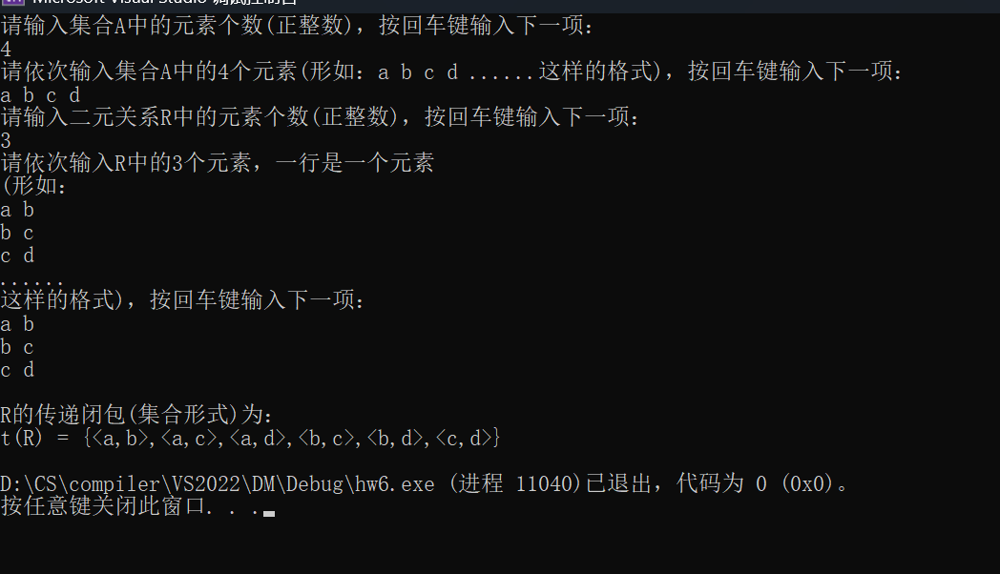 Microsoft Visual Studio 调试控制台
请输入集合A中的元素个数(正整数)，按回车键输入下一项：
4
请依次输入集合A中的4个元素(形如：a b c d ......这样的格式)，按回车键输入下一项：
a b c d
请输入二元关系R中的元素个数(正整数)，按回车键输入下一项：
3
请依次输入R中的3个元素，一行是一个元素
(形如：
a b
b c
c d
......
这样的格式)，按回车键输入下一项：
a b
b c
c d
R的传递闭包(集合形式)为：
t(R) = {<a,b>,<a,c>,<a,d>,<b,c>,<b,d>,<c,d>}
D:\CS\compiler\VS2022\DM\Debug\hw6.exe (进程 11040)已退出，代码为 0 (0x0)。
按任意键关闭此窗口. . .